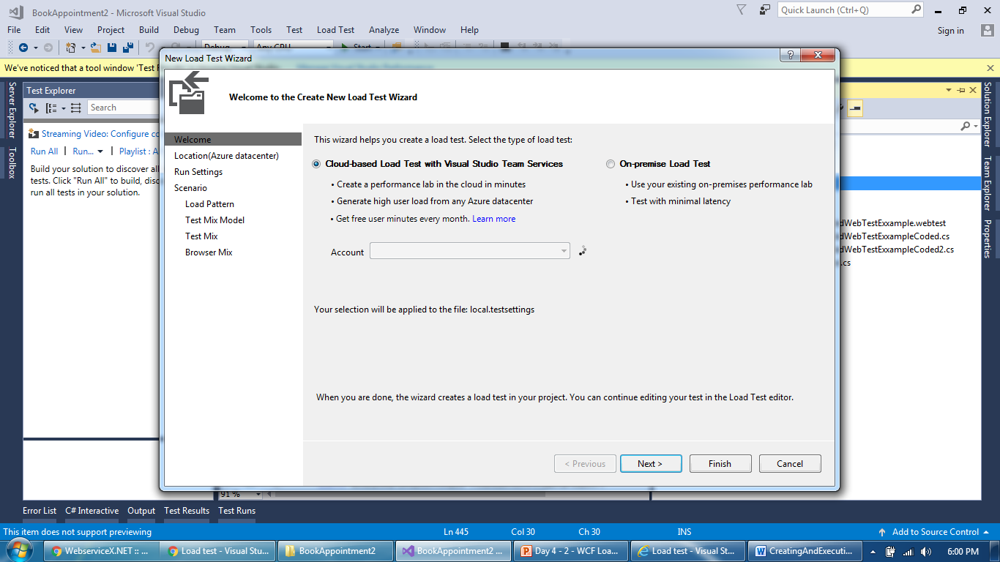 BookAppointment2 - Microsoft Visual Studio
Quick Launch (Ctrl+Q)
File Edit View Project Build Debug Team Tools Test Load Test Analyze Window Help
Sign in
Debug Any CPU Start
New Load Test Wizard
We've noticed that a tool window 'Test
Server Explorer
Toolbox
Test Explorer
Search
Streaming Video: Configure co
Run All | Run... | Playlist : A
Build your solution to discover all
tests. Click "Run All" to build, disc
run all tests in your solution.
Welcome to the Create New Load Test Wizard
Welcome
Location(Azure datacenter)
Run Settings
Scenario
Load Pattern
Test Mix Model
Test Mix
Browser Mix
This wizard helps you create a load test. Select the type of load test:
Cloud-based Load Test with Visual Studio Team Services
• Create a performance lab in the cloud in minutes
• Generate high user load from any Azure datacenter
• Get free user minutes every month. Learn more
On-premise Load Test
• Use your existing on-premises performance lab
• Test with minimal latency
Account
Your selection will be applied to the file: local.testsettings
When you are done, the wizard creates a load test in your project. You can continue editing your test in the Load Test editor.
< Previous Next > Finish Cancel
dWebTestExxample.webtest
dWebTestExxampleCoded.cs
dWebTestExxampleCoded2.cs
.cs
Solution Explorer
Team Explorer
Properties
91 %
Error List C# Interactive Output Test Results Test Runs
This item does not support previewing Ln 445 Col 30 Ch 30 INS Add to Source Control
WebserviceX.NET :: ... Load test - Visual Stu... BookAppointment2 BookAppointment2 ... Day 4 - 2 - WCF Loa... Load test - Visual St... CreatingAndExecuti... 6:00 PM